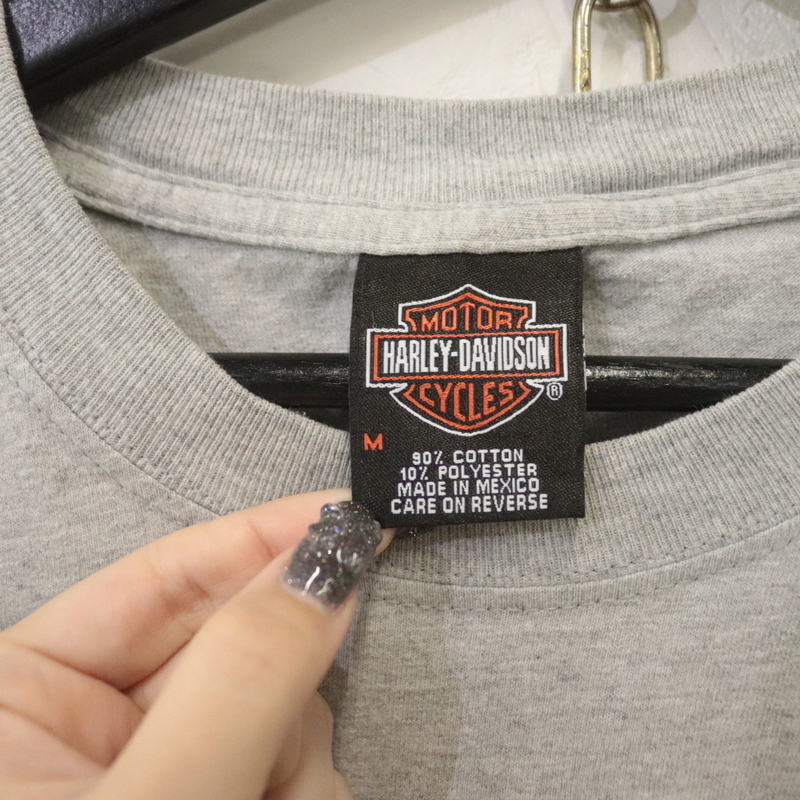 MOTOR
HARLEY-DAVIDSON
CYCLES
®
M
90% COTTON
10% POLYESTER
MADE IN MEXICO
CARE ON REVERSE